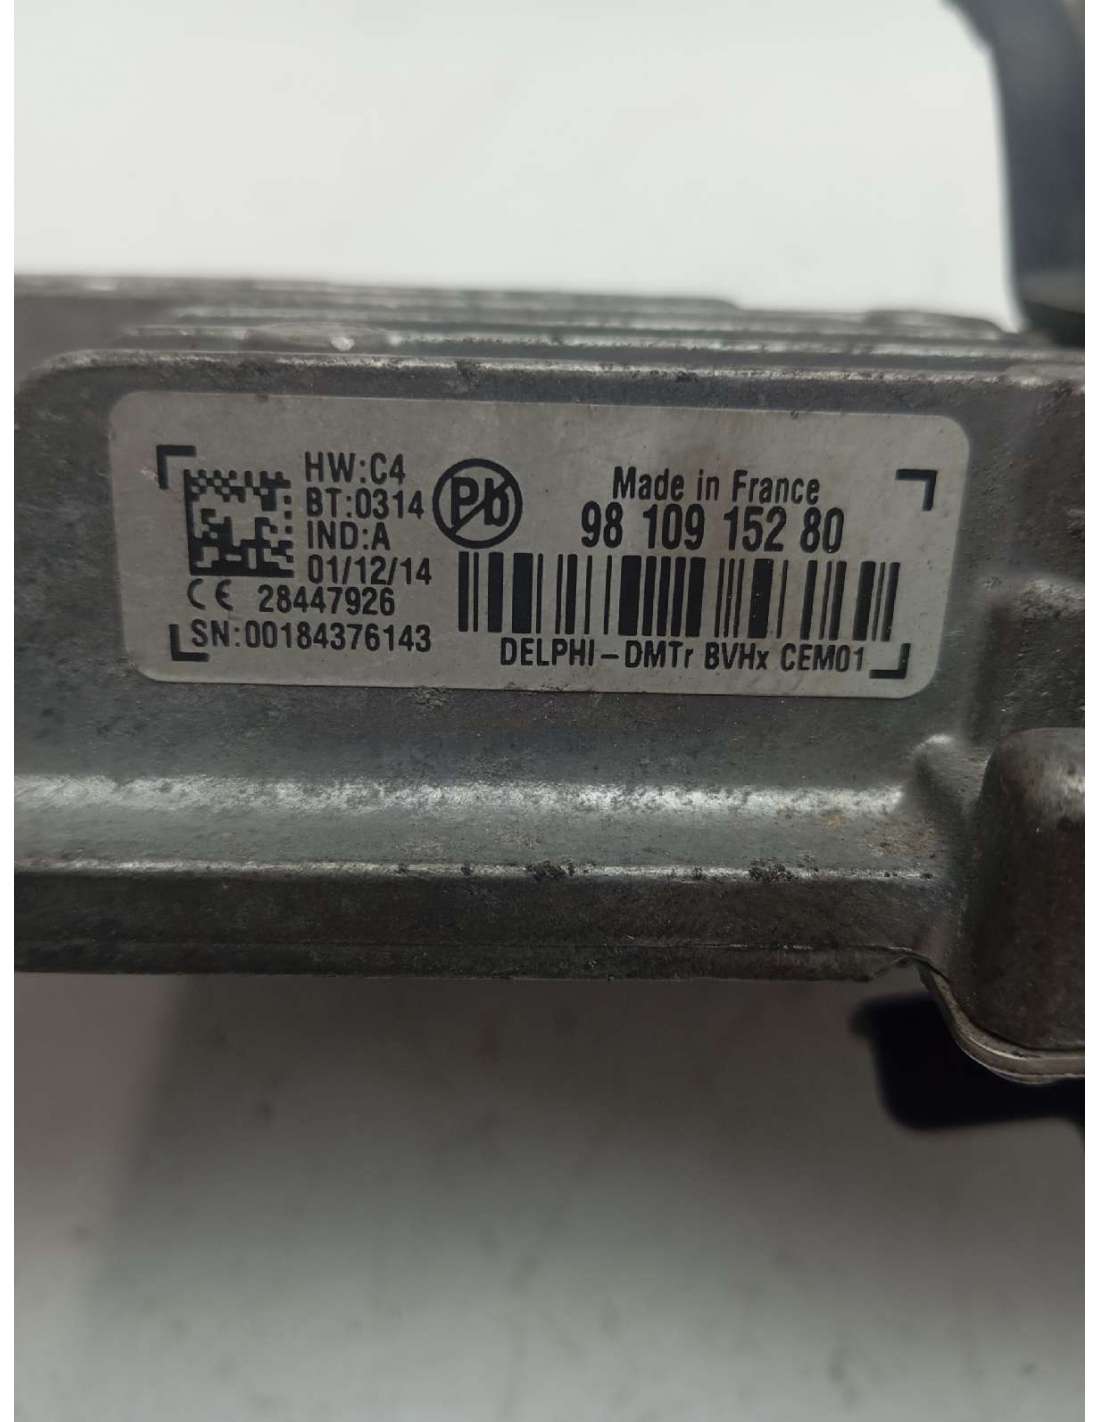 HW:C4
BT:0314
IND:A
01/12/14
CE 28447926
SN:00184376143
Pb
Made in France
98 109 152 80
DELPHI-DMTr BVHx CEM01